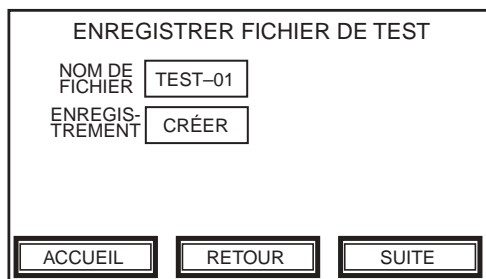 ENREGISTRER FICHIER DE TEST
NOM DE
FICHIER
TEST–01
ENREGIS-
TREMENT
CRÉER
ACCUEIL
RETOUR
SUITE